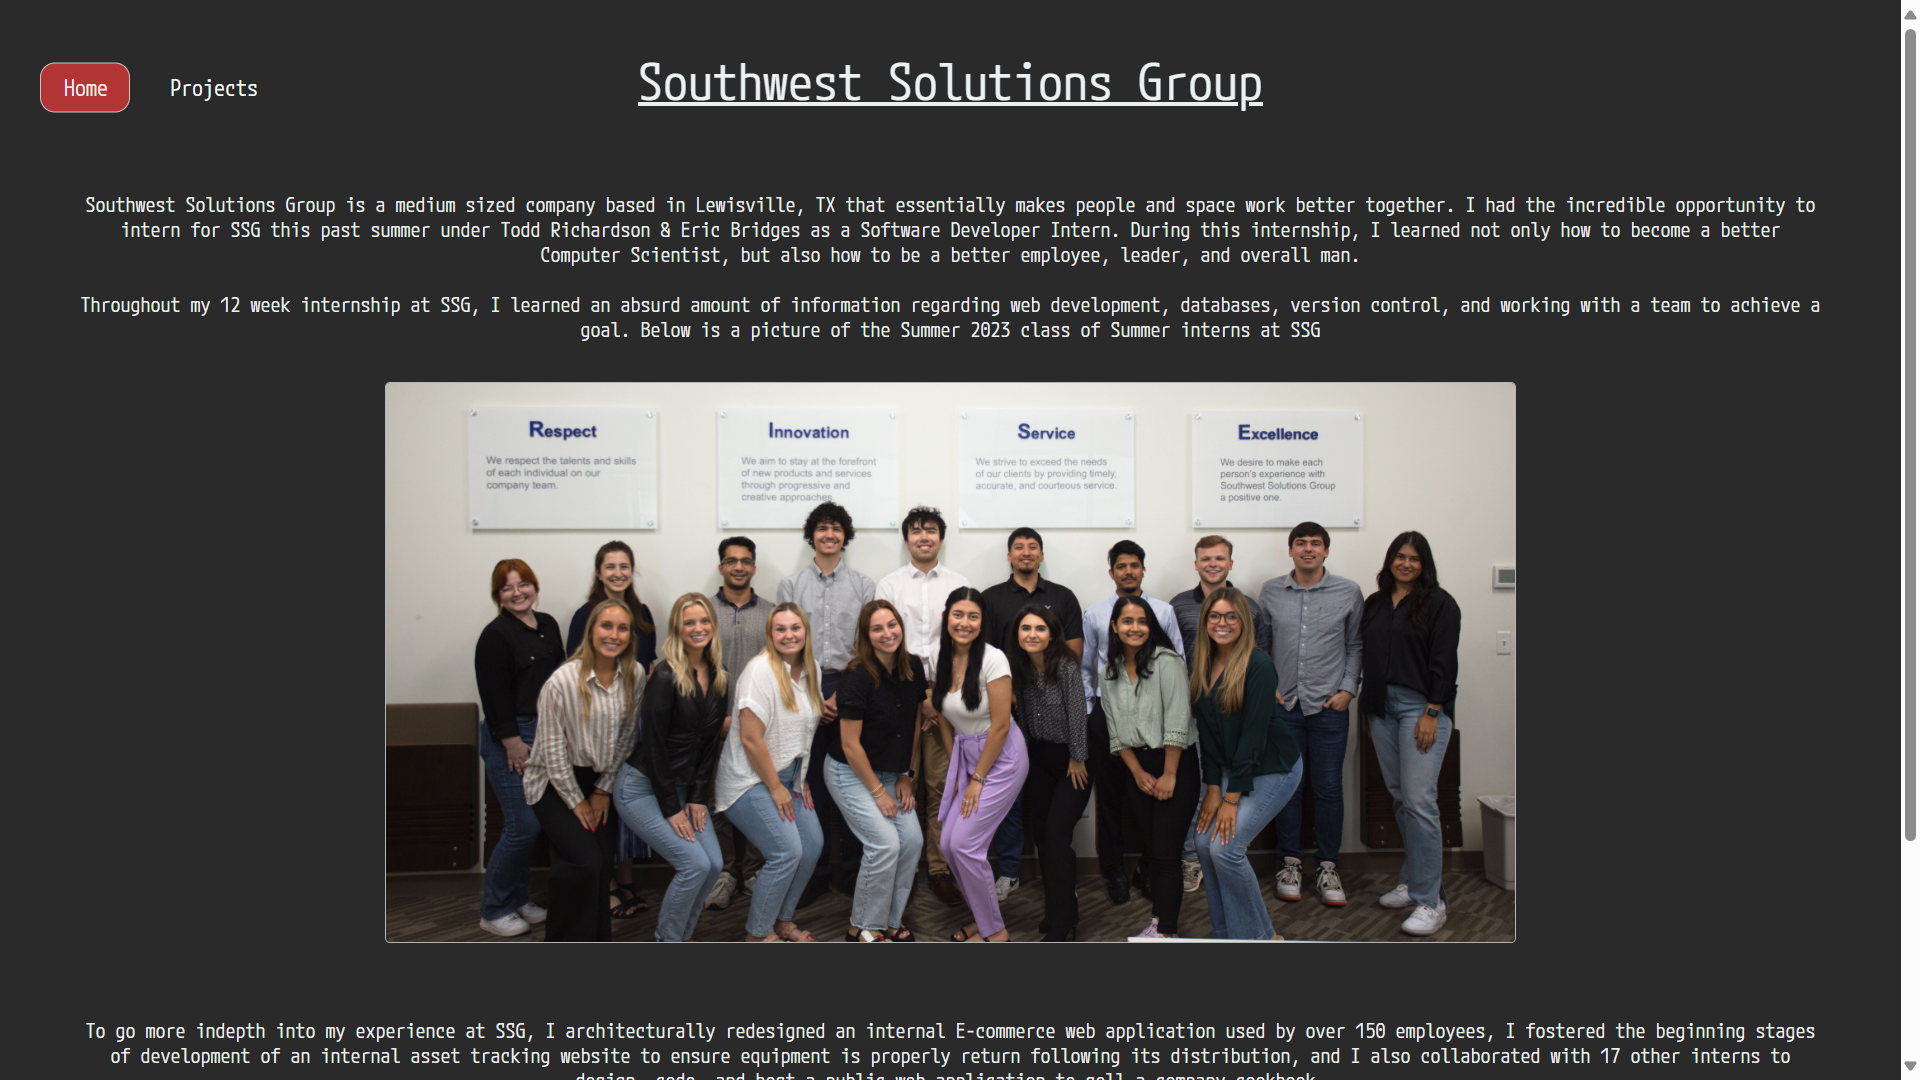 Home
Projects
Southwest Solutions Group
Southwest Solutions Group is a medium sized company based in Lewisville, TX that essentially makes people and space work better together. I had the incredible opportunity to
intern for SSG this past summer under Todd Richardson & Eric Bridges as a Software Developer Intern. During this internship, I learned not only how to become a better
Computer Scientist, but also how to be a better employee, leader, and overall man.
Throughout my 12 week internship at SSG, I learned an absurd amount of information regarding web development, databases, version control, and working with a team to achieve a
goal. Below is a picture of the Summer 2023 class of Summer interns at SSG
Respect
We respect the talents and skills
of each individual on our
company team.
Innovation
We aim to stay at the forefront
of new products and services
through progressive and
creative approaches.
Service
We strive to exceed the needs
of our clients by providing timely,
accurate, and courteous service.
Excellence
We desire to make each
person's experience with
Southwest Solutions Group
a positive one.
To go more indepth into my experience at SSG, I architecturally redesigned an internal E-commerce web application used by over 150 employees, I fostered the beginning stages
of development of an internal asset tracking website to ensure equipment is properly return following its distribution, and I also collaborated with 17 other interns to
design, code, and host a public web application to sell a company cookbook.